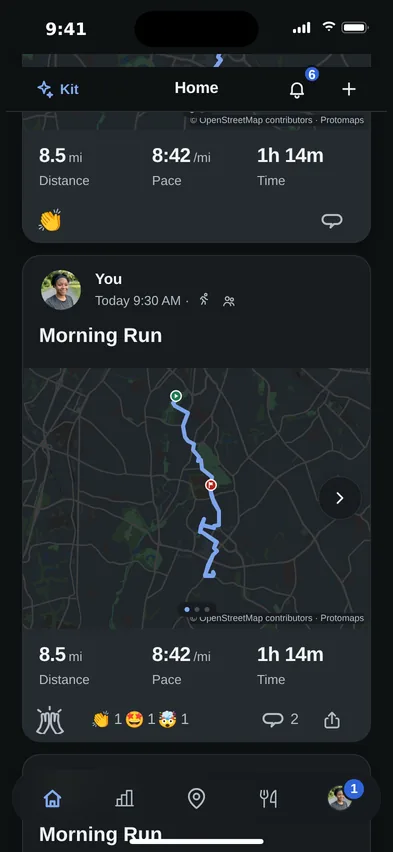 9:41
Kit
Home
6
© OpenStreetMap contributors · Protomaps
8.5 mi 8:42 /mi 1h 14m
Distance Pace Time
You
Today 9:30 AM ·
Morning Run
© OpenStreetMap contributors · Protomaps
8.5 mi 8:42 /mi 1h 14m
Distance Pace Time
1 1 1 2
1
Morning Run